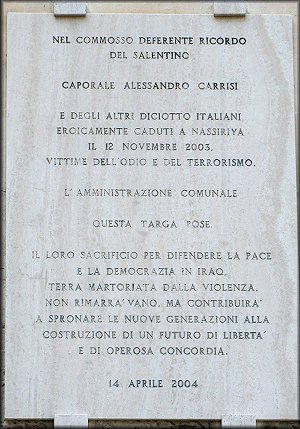 NEL COMMOSSO DEFERENTE RICORDO
DEL SALENTINO
CAPORALE ALESSANDRO CARRISI
E DEGLI ALTRI DICIOTTO ITALIANI
EROICAMENTE CADUTI A NASSIRIYA
IL 12 NOVEMBRE 2003,
VITTIME DELL'ODIO E DEL TERRORISMO,
L'AMMINISTRAZIONE COMUNALE
QUESTA TARGA POSE.
IL LORO SACRIFICIO PER DIFENDERE LA PACE
E LA DEMOCRAZIA IN IRAQ,
TERRA MARTORIATA DALLA VIOLENZA,
NON RIMARRA' VANO, MA CONTRIBUIRA'
A SPRONARE LE NUOVE GENERAZIONI ALLA
COSTRUZIONE DI UN FUTURO DI LIBERTA'
E DI OPEROSA CONCORDIA.
14 APRILE 2004